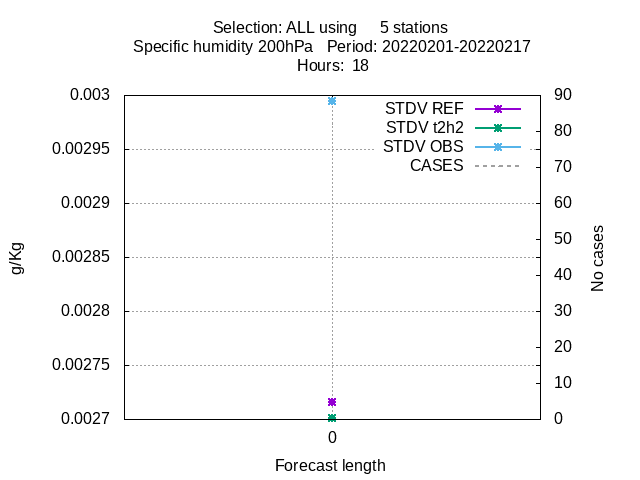 Selection: ALL using     5 stations
Specific humidity 200hPa   Period: 20220201-20220217
Hours:  18
STDV REF
STDV t2h2
STDV OBS
CASES
0.003
0.00295
0.0029
0.00285
0.0028
0.00275
0.0027
g/Kg
90
80
70
60
50
40
30
20
10
0
No cases
0
Forecast length